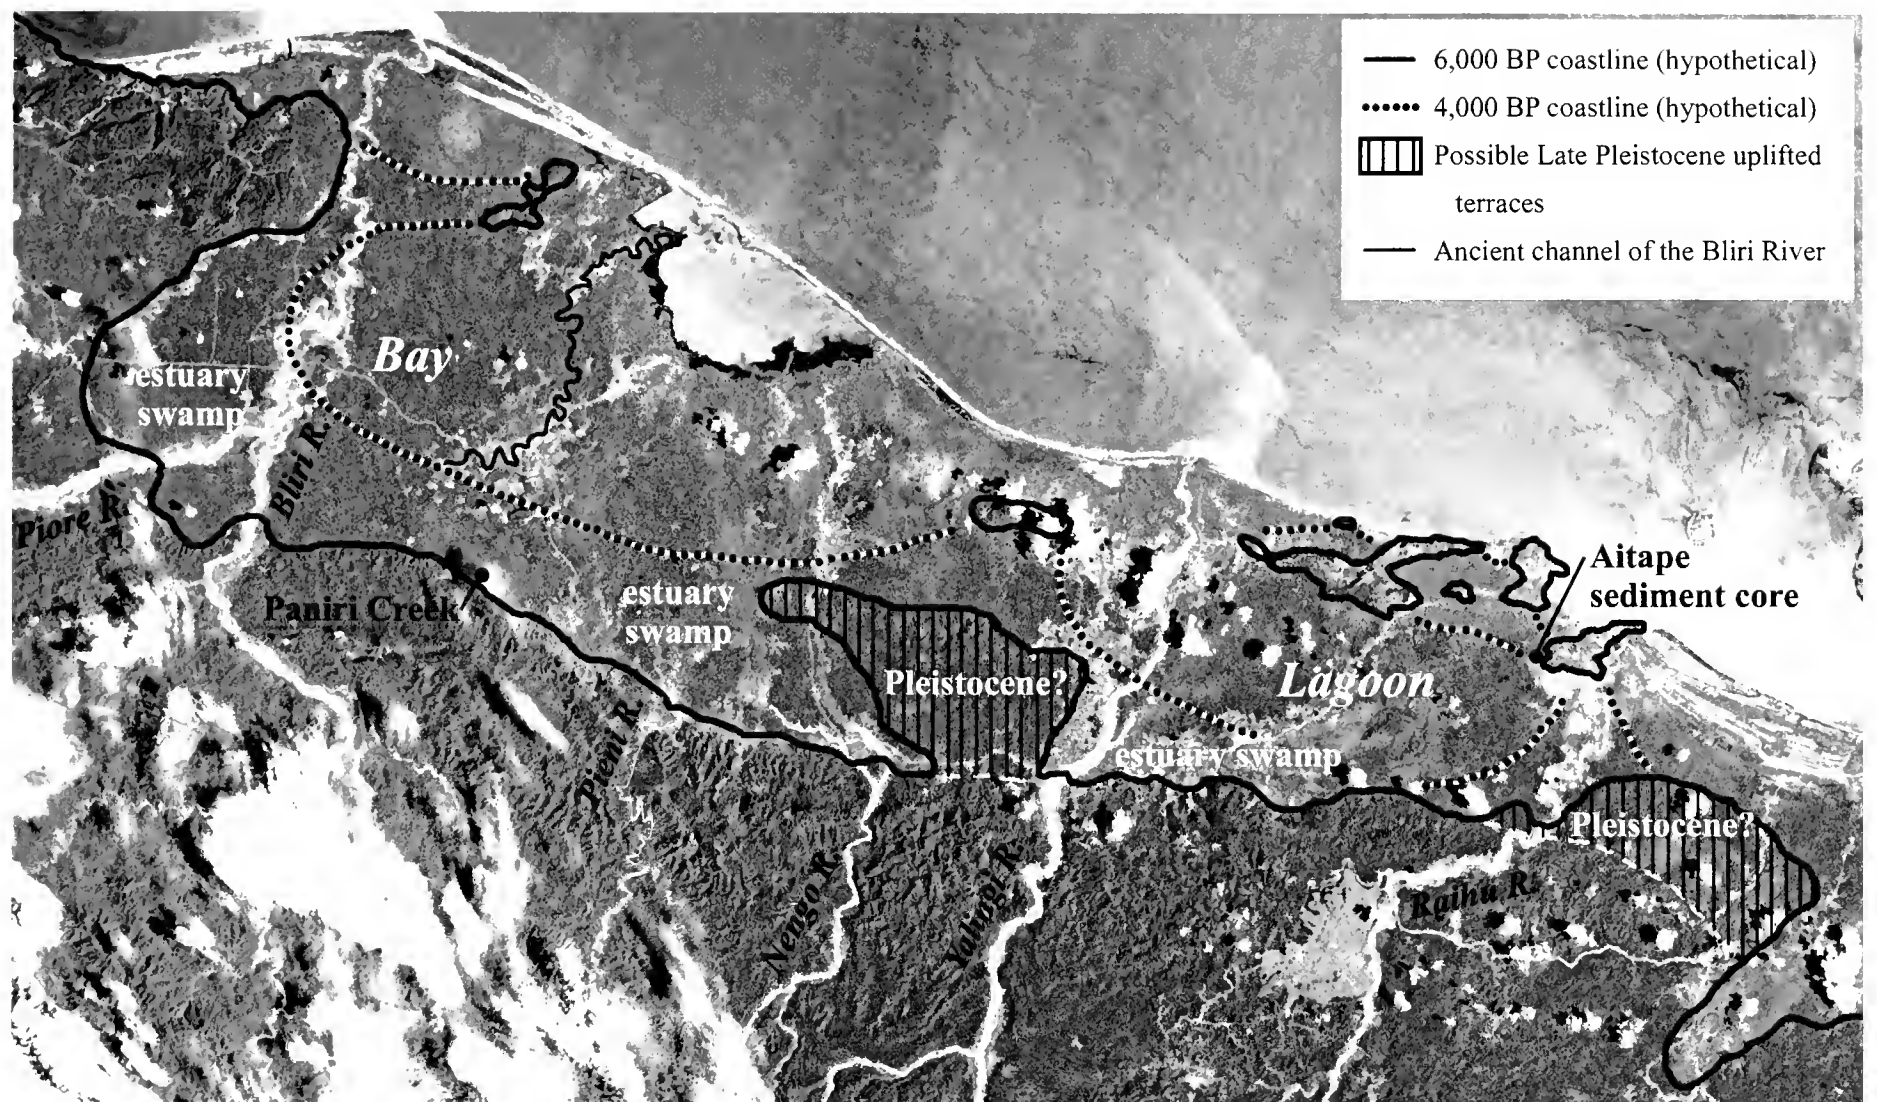 6,000 BP coastline (hypothetical)
4,000 BP coastline (hypothetical)
Possible Late Pleistocene uplifted
terraces
Ancient channel of the Bliri River
Bay
estuary
swamp
Bliri R.
Piore R.
Paniri Creek
estuary
swamp
Pleistocene?
Aitape
sediment core
Lagoon
estuary swamp
Pieni R.
Nengo R.
Yalingi R.
Pleistocene?
Raihu R.